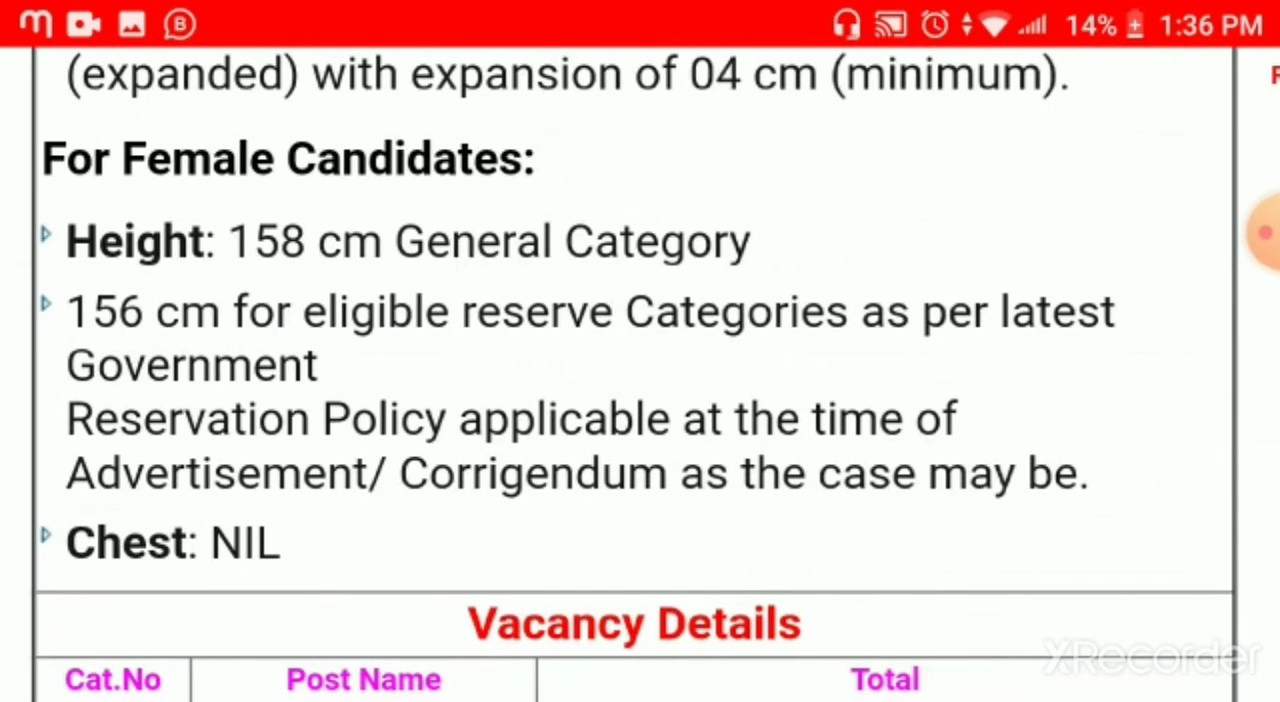 14% 1:36 PM
(expanded) with expansion of 04 cm (minimum).
For Female Candidates:
Height: 158 cm General Category
156 cm for eligible reserve Categories as per latest
Government
Reservation Policy applicable at the time of
Advertisement/ Corrigendum as the case may be.
Chest: NIL
Vacancy Details
Cat.No Post Name Total
XRecorder